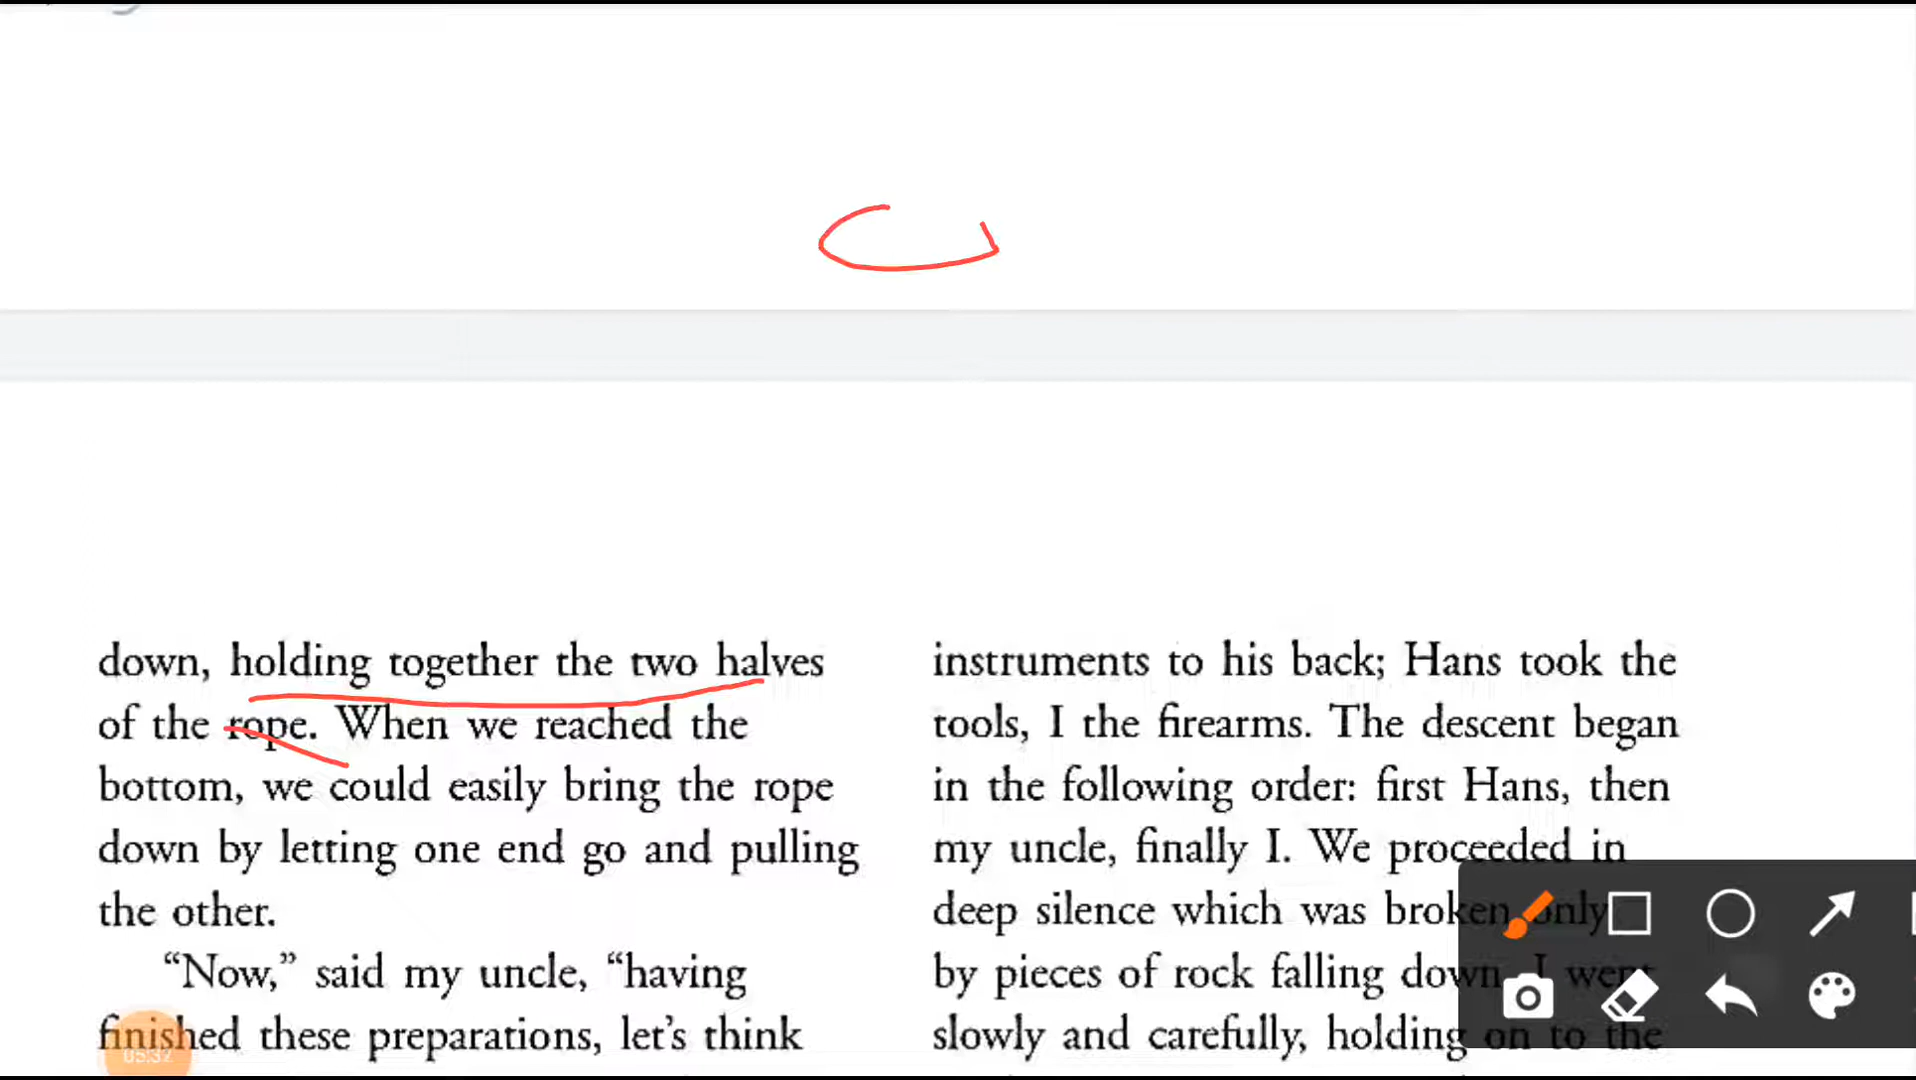 down, holding together the two halves
of the rope. When we reached the
bottom, we could easily bring the rope
down by letting one end go and pulling
the other.
“Now,” said my uncle, “having
finished these preparations, let’s think
instruments to his back; Hans took the
tools, I the firearms. The descent began
in the following order: first Hans, then
my uncle, finally I. We proceeded in
deep silence which was broken only
by pieces of rock falling down. I went
slowly and carefully, holding on to the
05:37